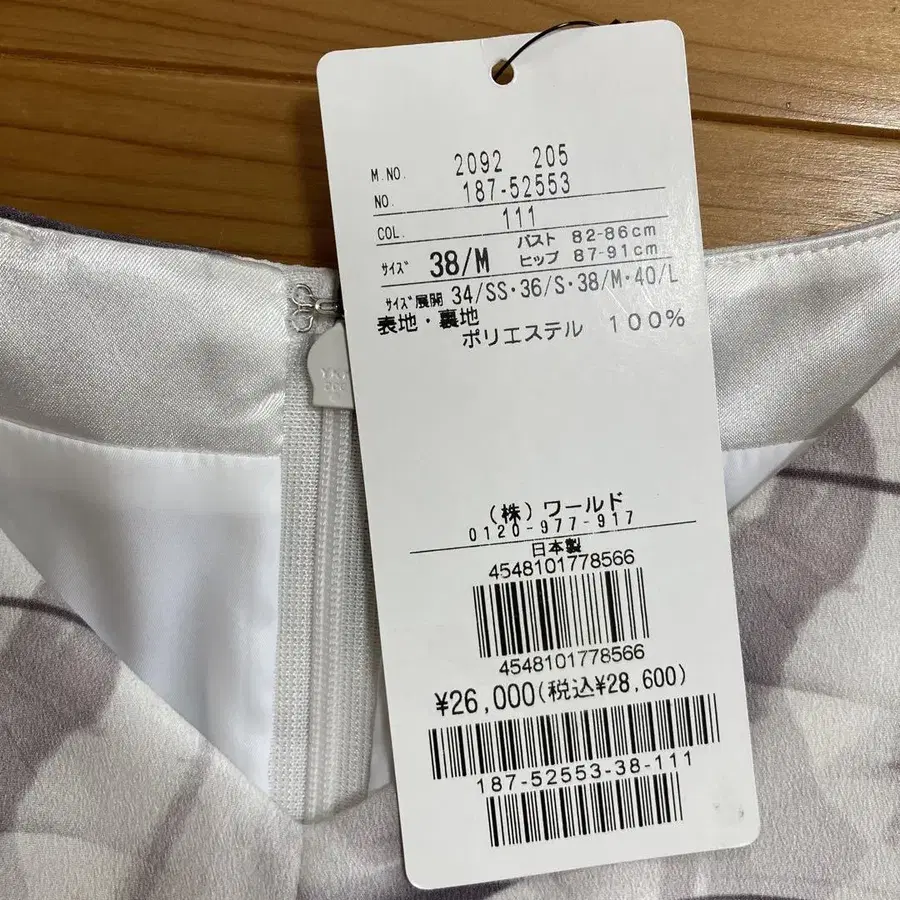 M.NO. 2092 205
NO. 187-52553
COL. 111
サイズ 38/M バスト 82-86cm
ヒップ 87-91cm
サイズ展開 34/SS・36/S・38/M・40/L
表地・裏地
ポリエステル 100%
(株)ワールド
0120-977-917
日本製
4548101778566
4548101778566
¥26,000(税込¥28,600)
187-52553-38-111